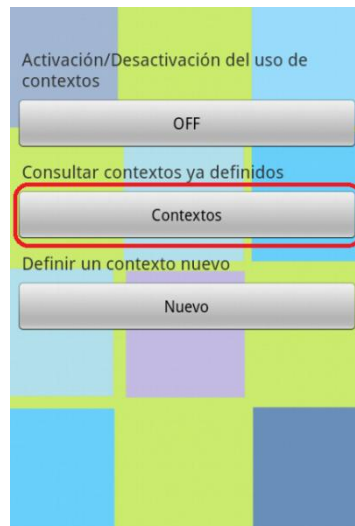 Activación/Desactivación del uso de
contextos
OFF
Consultar contextos ya definidos
Contextos
Definir un contexto nuevo
Nuevo